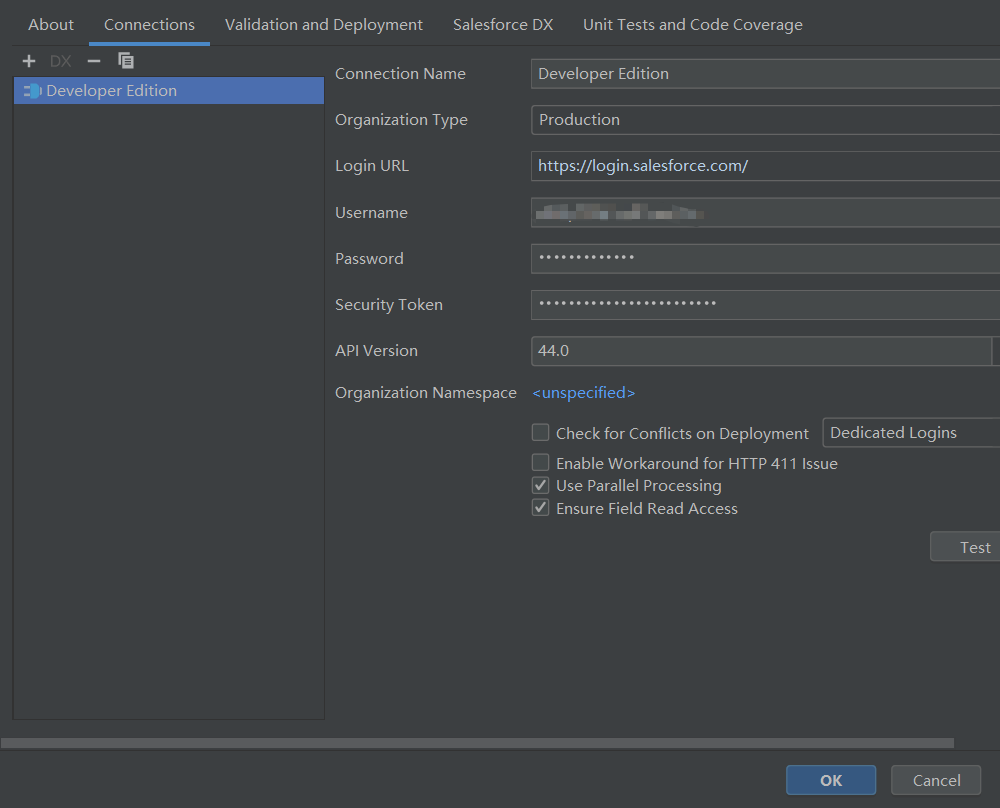 About Connections Validation and Deployment Salesforce DX Unit Tests and Code Coverage
DX
Developer Edition
Connection Name Developer Edition
Organization Type Production
Login URL https://login.salesforce.com/
Username
Password •••••••••••••
Security Token ••••••••••••••••••••••••
API Version 44.0
Organization Namespace <unspecified>
Check for Conflicts on Deployment Dedicated Logins
Enable Workaround for HTTP 411 Issue
Use Parallel Processing
Ensure Field Read Access
Test
OK Cancel